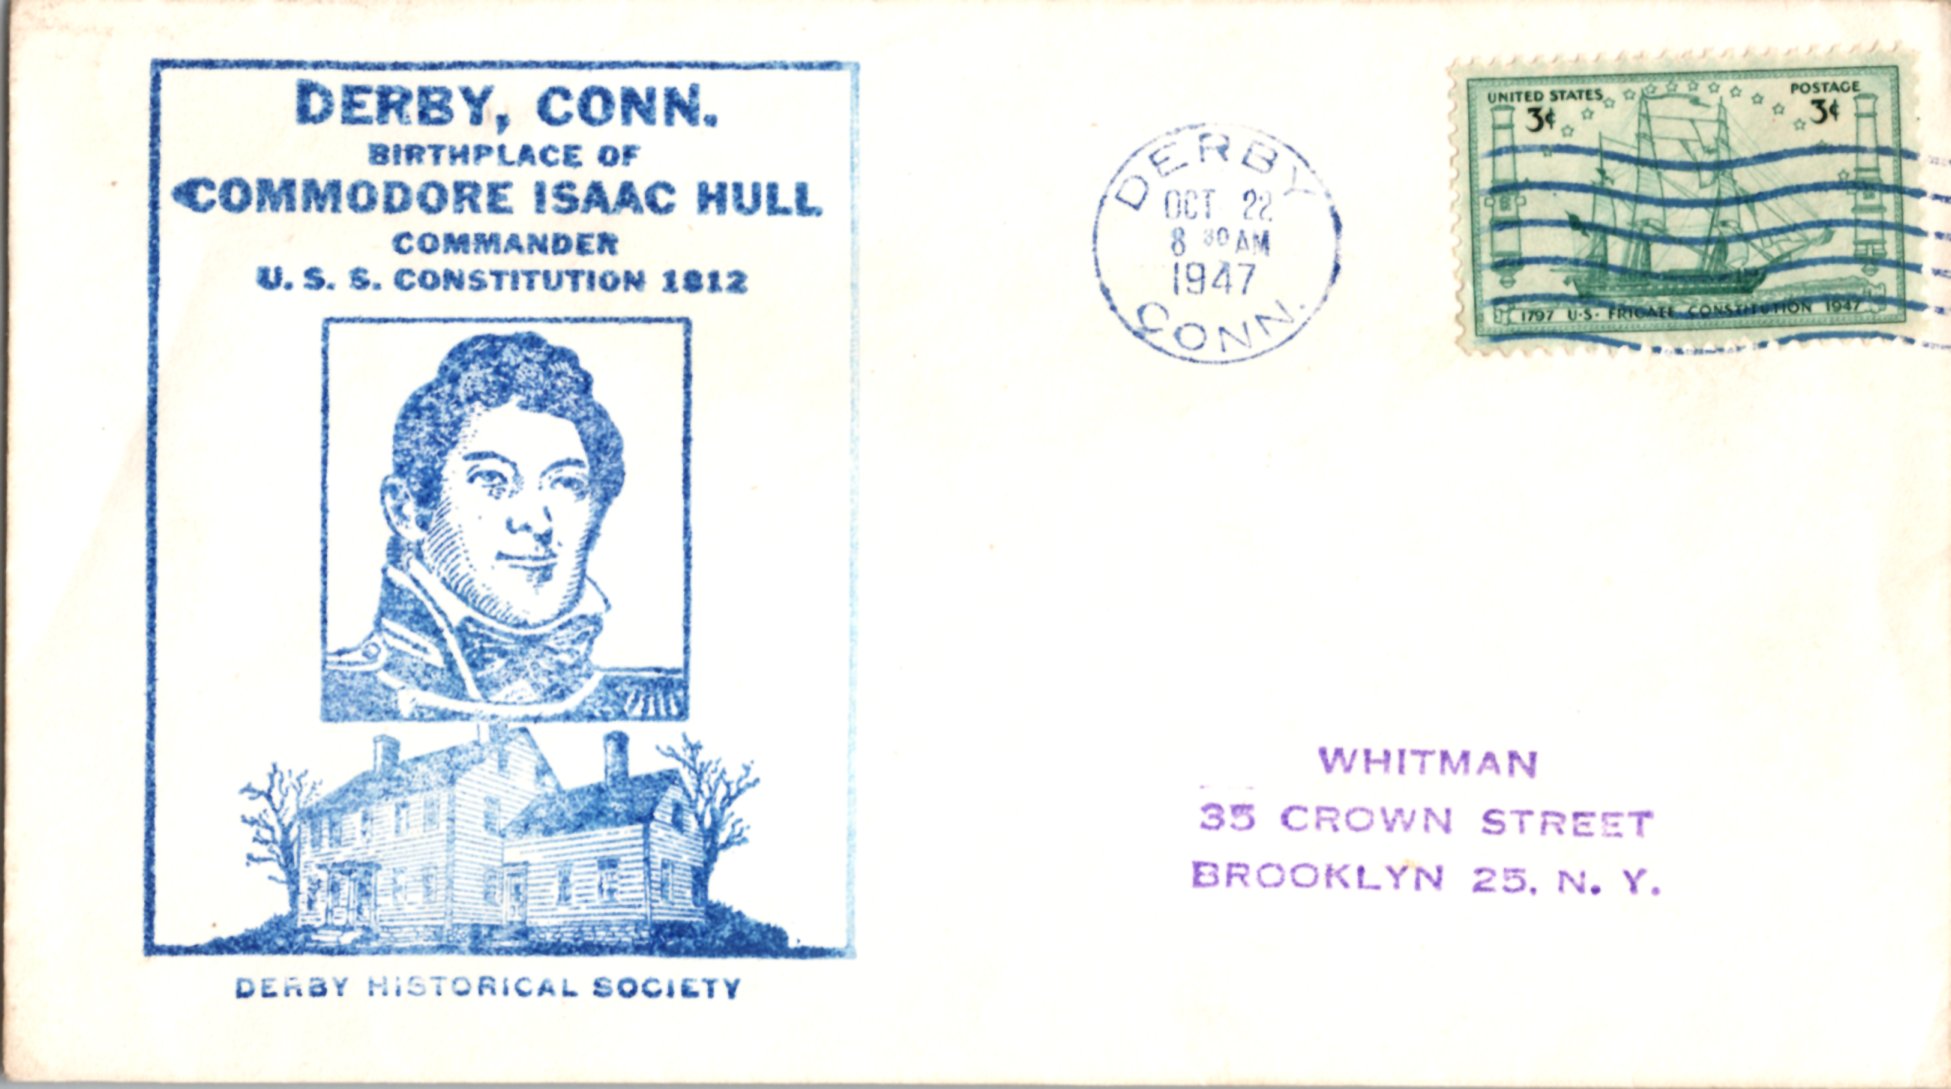 DERBY, CONN.
BIRTHPLACE OF
COMMODORE ISAAC HULL
COMMANDER
U. S. S. CONSTITUTION 1812
DERBY HISTORICAL SOCIETY
DERBY
OCT 22
8 30 AM
1947
CONN.
UNITED STATES POSTAGE
3¢ 3¢
1797 U·S· FRIGATE CONSTITUTION 1947
WHITMAN
35 CROWN STREET
BROOKLYN 25, N. Y.